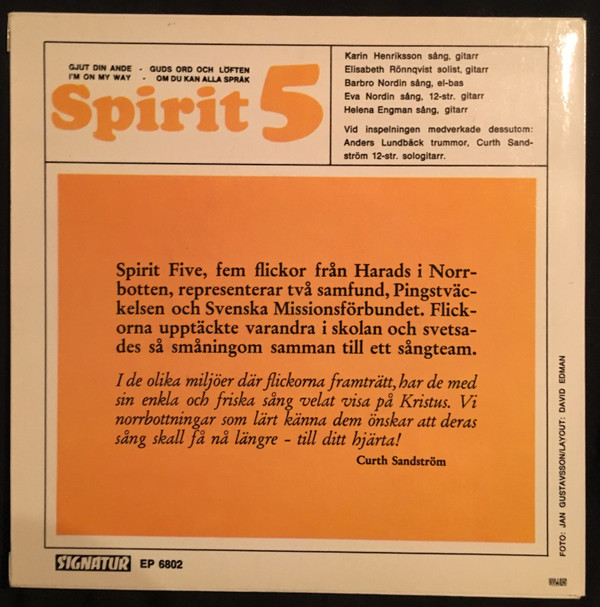 GJUT DIN ANDE - GUDS ORD OCH LÖFTEN
I'M ON MY WAY - OM DU KAN ALLA SPRÅK
Spirit 5
Karin Henriksson sång, gitarr
Elisabeth Rönnqvist solist, gitarr
Barbro Nordin sång, el-bas
Eva Nordin sång, 12-str. gitarr
Helena Engman sång, gitarr
Vid inspelningen medverkade dessutom:
Anders Lundbäck trummor, Curth Sand-
ström 12-str. sologitarr.
Spirit Five, fem flickor från Harads i Norr-
botten, representerar två samfund, Pingstväc-
kelsen och Svenska Missionsförbundet. Flick-
orna upptäckte varandra i skolan och svetsa-
des så småningom samman till ett sångteam.
I de olika miljöer där flickorna framträtt, har de med
sin enkla och friska sång velat visa på Kristus. Vi
norrbottningar som lärt känna dem önskar att deras
sång skall få nå längre - till ditt hjärta!
Curth Sandström
FOTO: JAN GUSTAVSSON/LAYOUT: DAVID EDMAN
SIGNATUR EP 6802